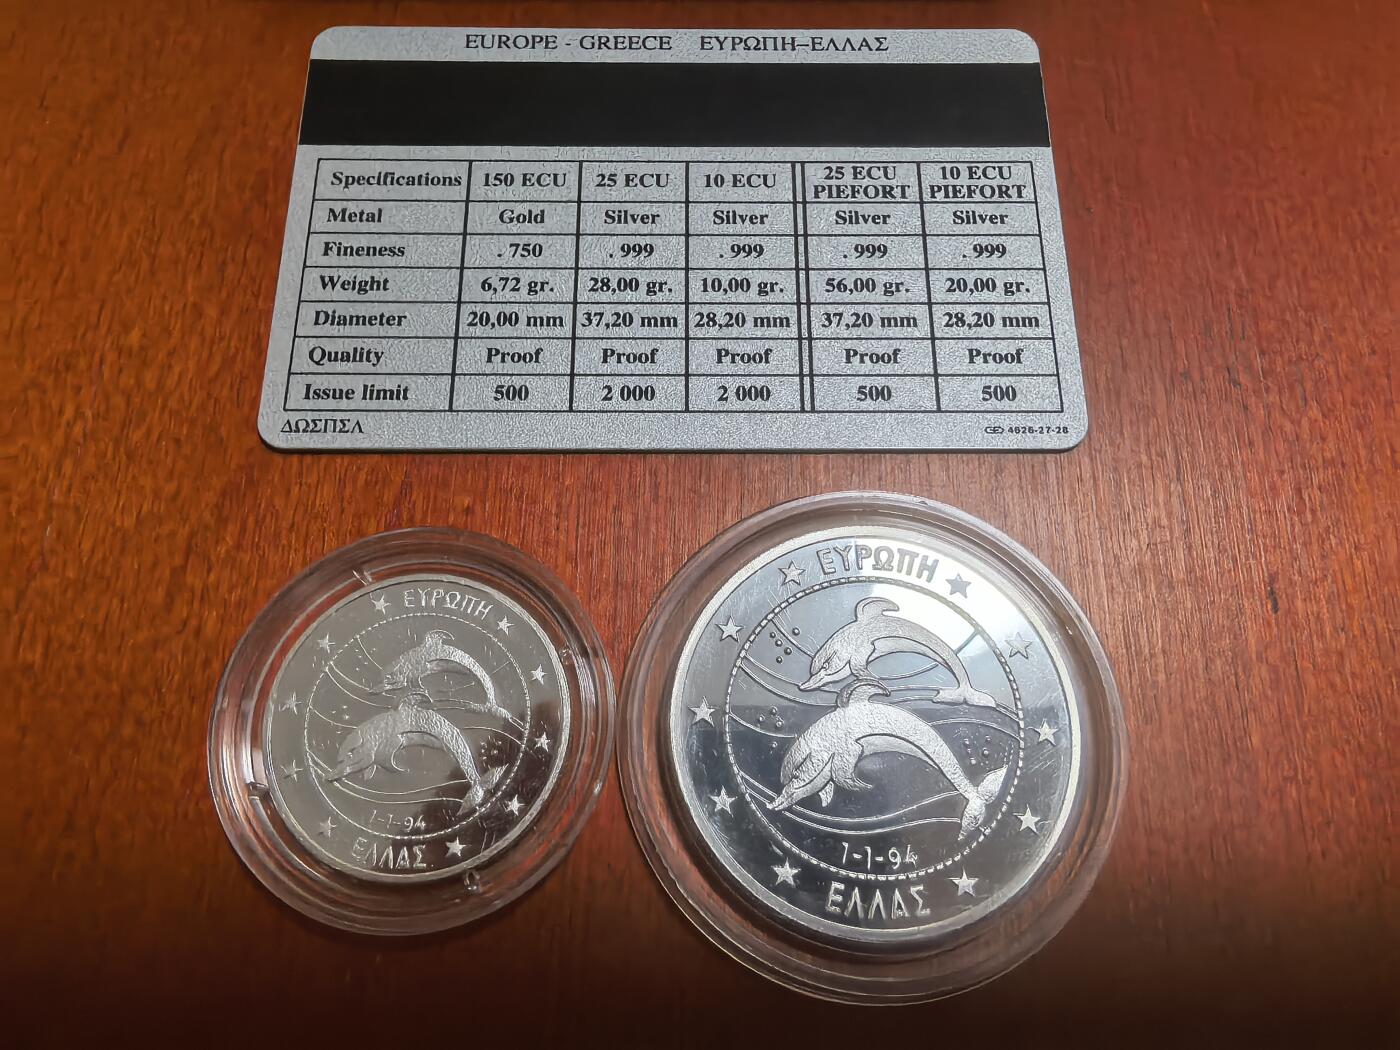 EUROPE - GREECE ΕΥΡΩΠΗ-ΕΛΛΑΣ
Specifications 150 ECU 25 ECU 10 ECU 25 ECU PIEFORT 10 ECU PIEFORT
Metal Gold Silver Silver Silver Silver
Fineness .750 .999 .999 .999 .999
Weight 6,72 gr. 28,00 gr. 10,00 gr. 56,00 gr. 20,00 gr.
Diameter 20,00 mm 37,20 mm 28,20 mm 37,20 mm 28,20 mm
Quality Proof Proof Proof Proof Proof
Issue limit 500 2 000 2 000 500 500
ΔΩΣΠΣΛ 4626-27-28
ΕΥΡΩΠΗ
1-1-94
ΕΛΛΑΣ
ΕΥΡΩΠΗ
1-1-94
ΕΛΛΑΣ